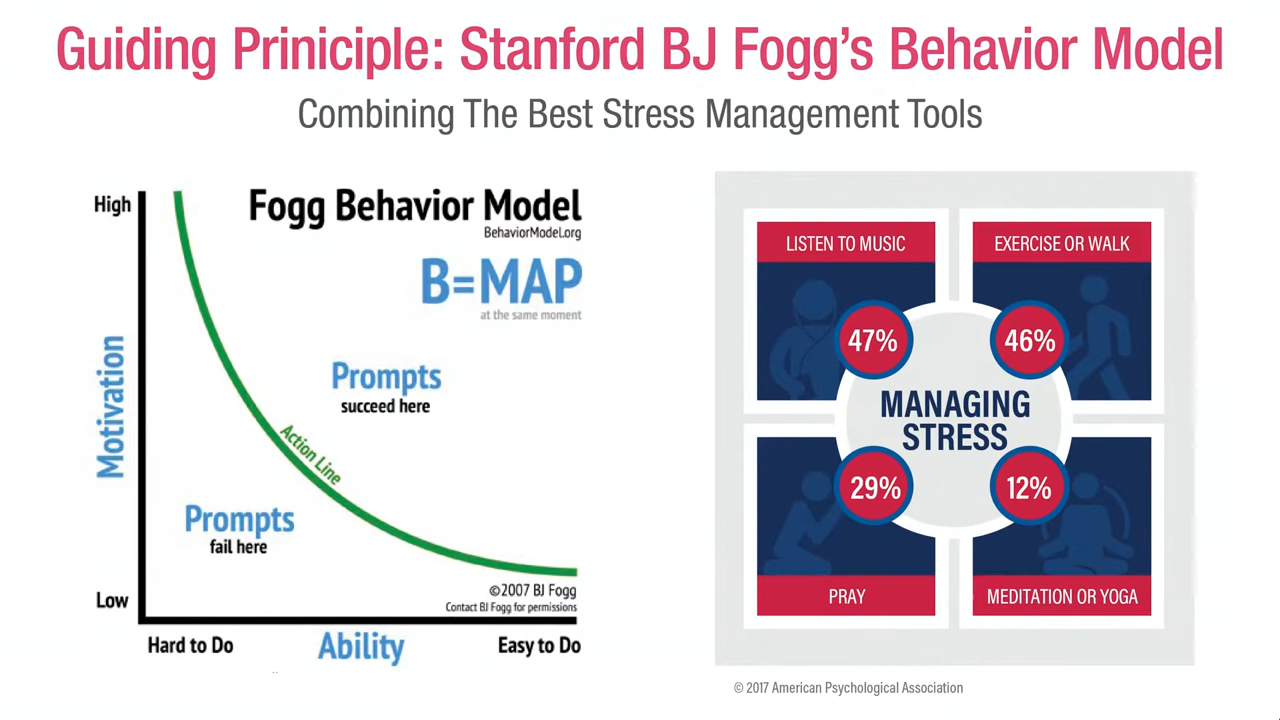 Guiding Priniciple: Stanford BJ Fogg's Behavior Model
Combining The Best Stress Management Tools
Fogg Behavior Model
BehaviorModel.org
B=MAP
at the same moment
High
Motivation
Low
Prompts
succeed here
Action Line
Prompts
fail here
©2007 BJ Fogg
Contact BJ Fogg for permissions
Hard to Do
Ability
Easy to Do
LISTEN TO MUSIC
EXERCISE OR WALK
47%
46%
MANAGING
STRESS
29%
12%
PRAY
MEDITATION OR YOGA
© 2017 American Psychological Association